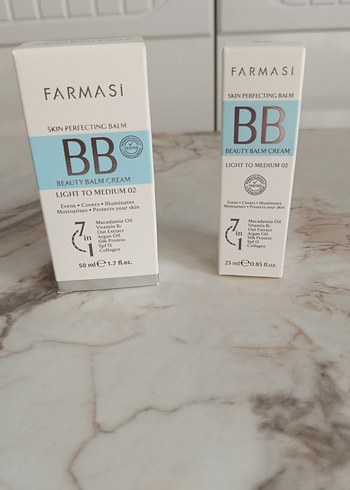 FARMASİ
SKIN PERFECTING BALM
BB
BEAUTY BALM CREAM
LIGHT TO MEDIUM 02
Evens • Covers • Illuminates
Moisturises • Protects your skin
7 in 1
Macadamia Oil
Vitamin B5
Oat Extract
Argan Oil
Silk Protein
Spf 15
Collagen
50 ml ℮ 1.7 fl.oz.
FARMASİ
SKIN PERFECTING BALM
BB
BEAUTY BALM CREAM
LIGHT TO MEDIUM 02
Evens • Covers • Illuminates
Moisturises • Protects your skin
7 in 1
Macadamia Oil
Vitamin B5
Oat Extract
Argan Oil
Silk Protein
Spf 15
Collagen
25 ml ℮ 0.85 fl.oz.